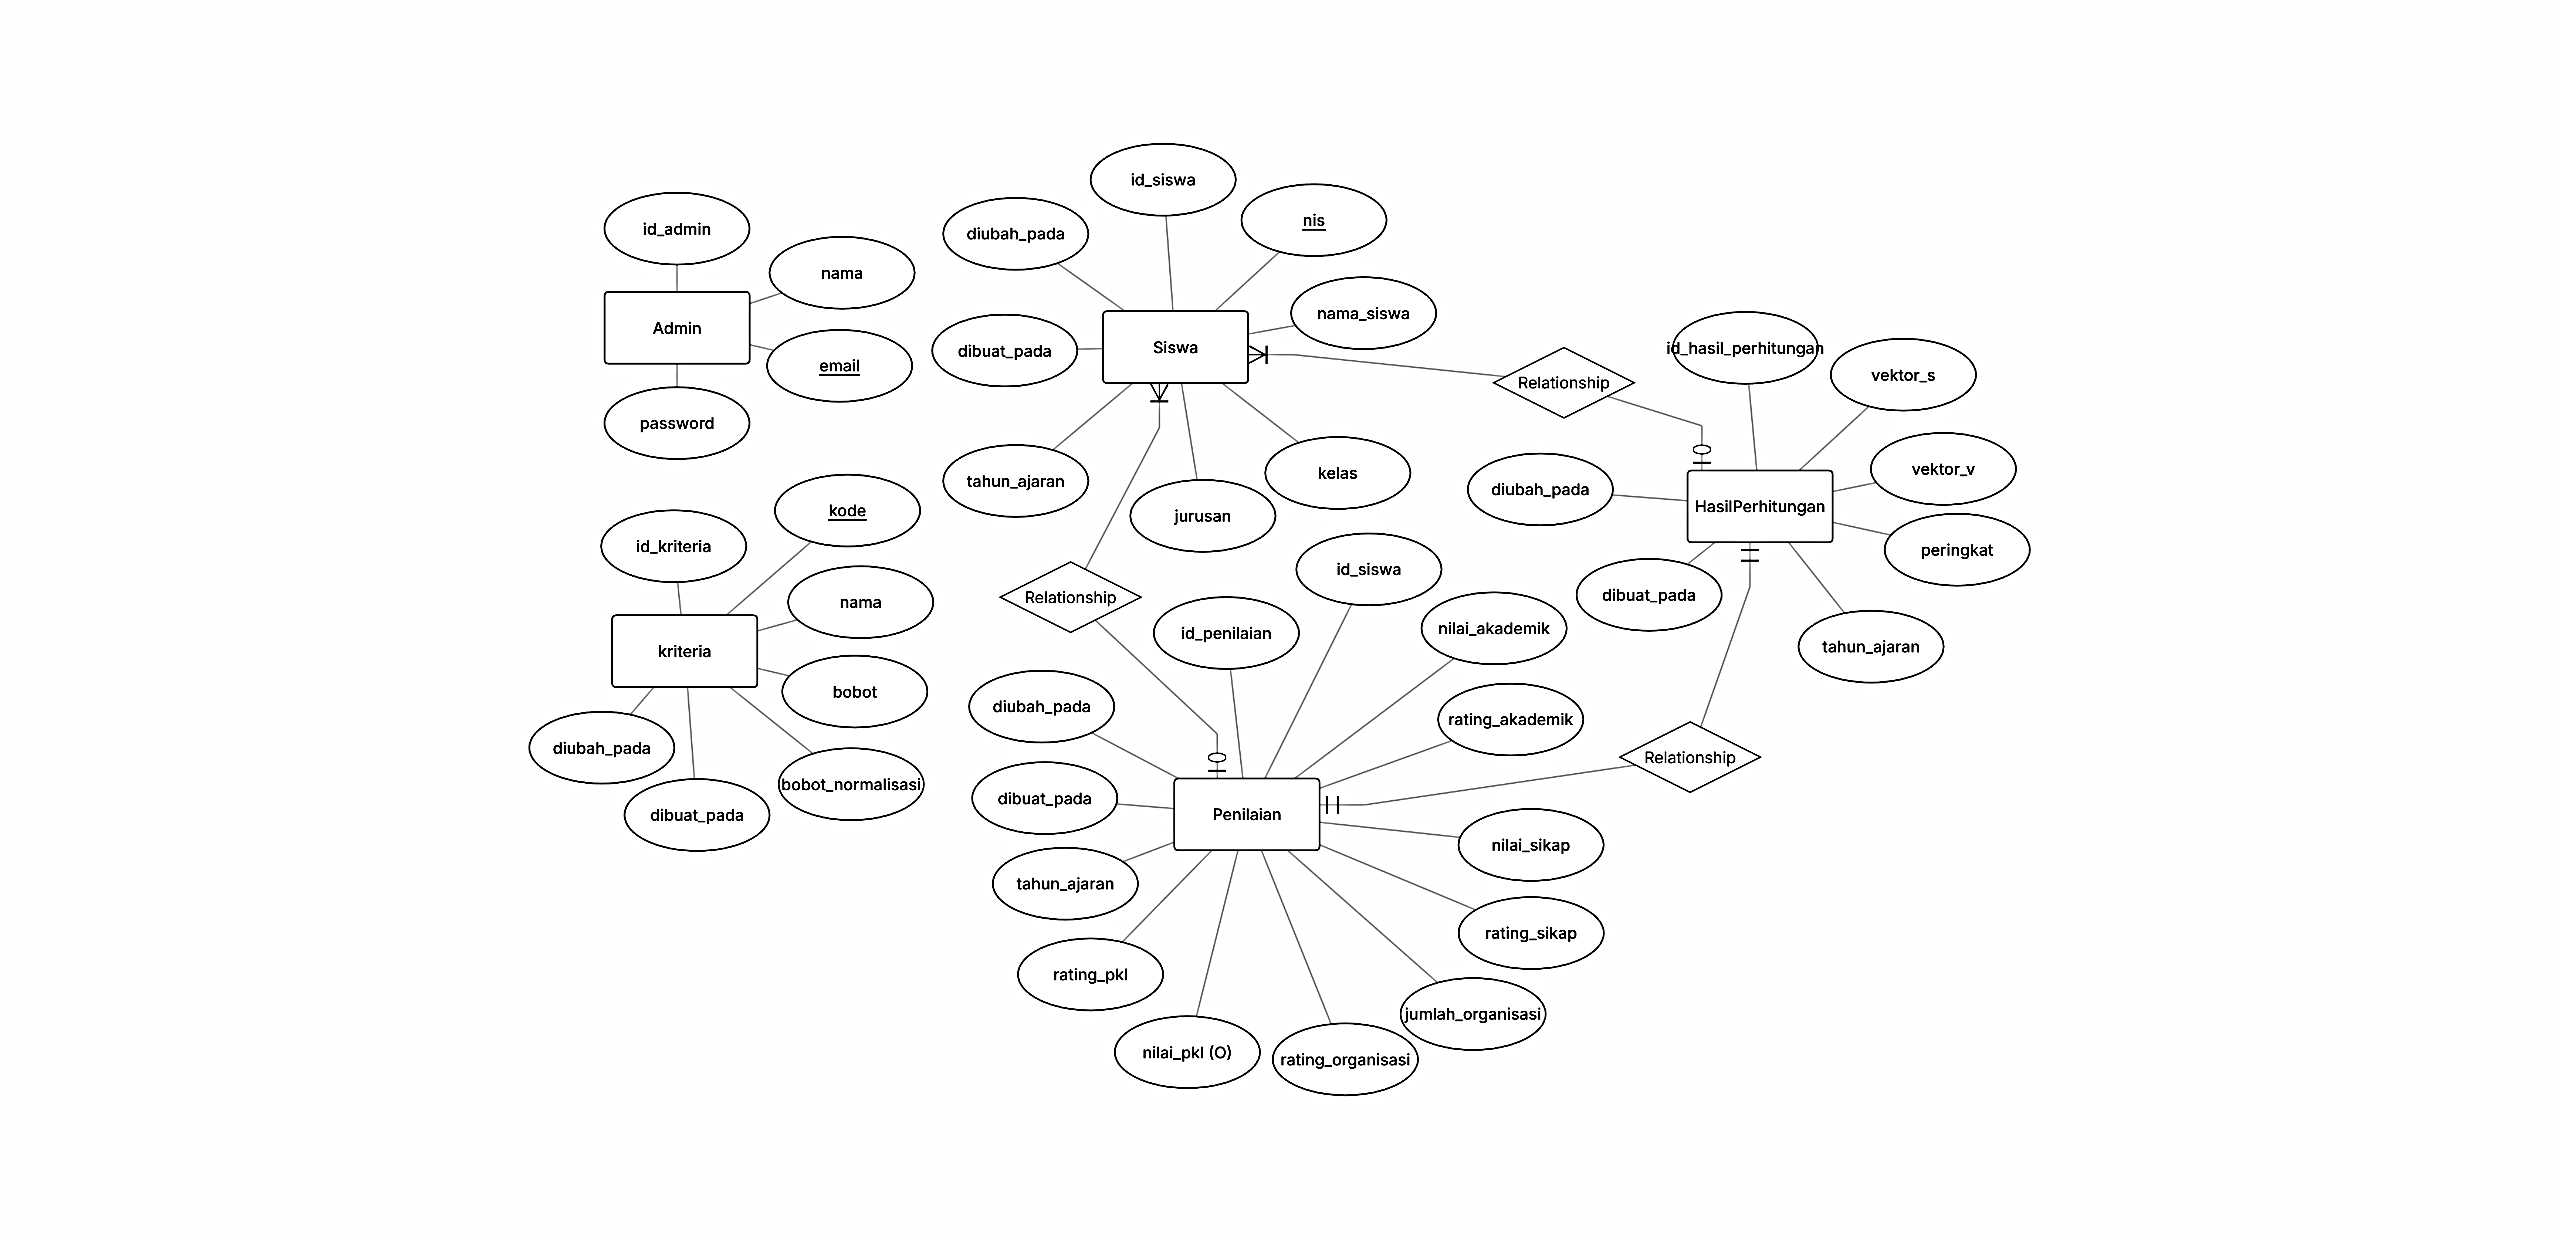 id_admin
nama
Admin
email
password
id_siswa
nis
diubah_pada
nama_siswa
dibuat_pada
Siswa
tahun_ajaran
jurusan
kelas
Relationship
id_hasil_perhitungan
vektor_s
vektor_v
diubah_pada
HasilPerhitungan
peringkat
dibuat_pada
tahun_ajaran
kode
id_kriteria
nama
kriteria
bobot
diubah_pada
bobot_normalisasi
dibuat_pada
Relationship
id_siswa
id_penilaian
nilai_akademik
diubah_pada
rating_akademik
Relationship
dibuat_pada
Penilaian
nilai_sikap
tahun_ajaran
rating_sikap
rating_pkl
jumlah_organisasi
nilai_pkl (O)
rating_organisasi